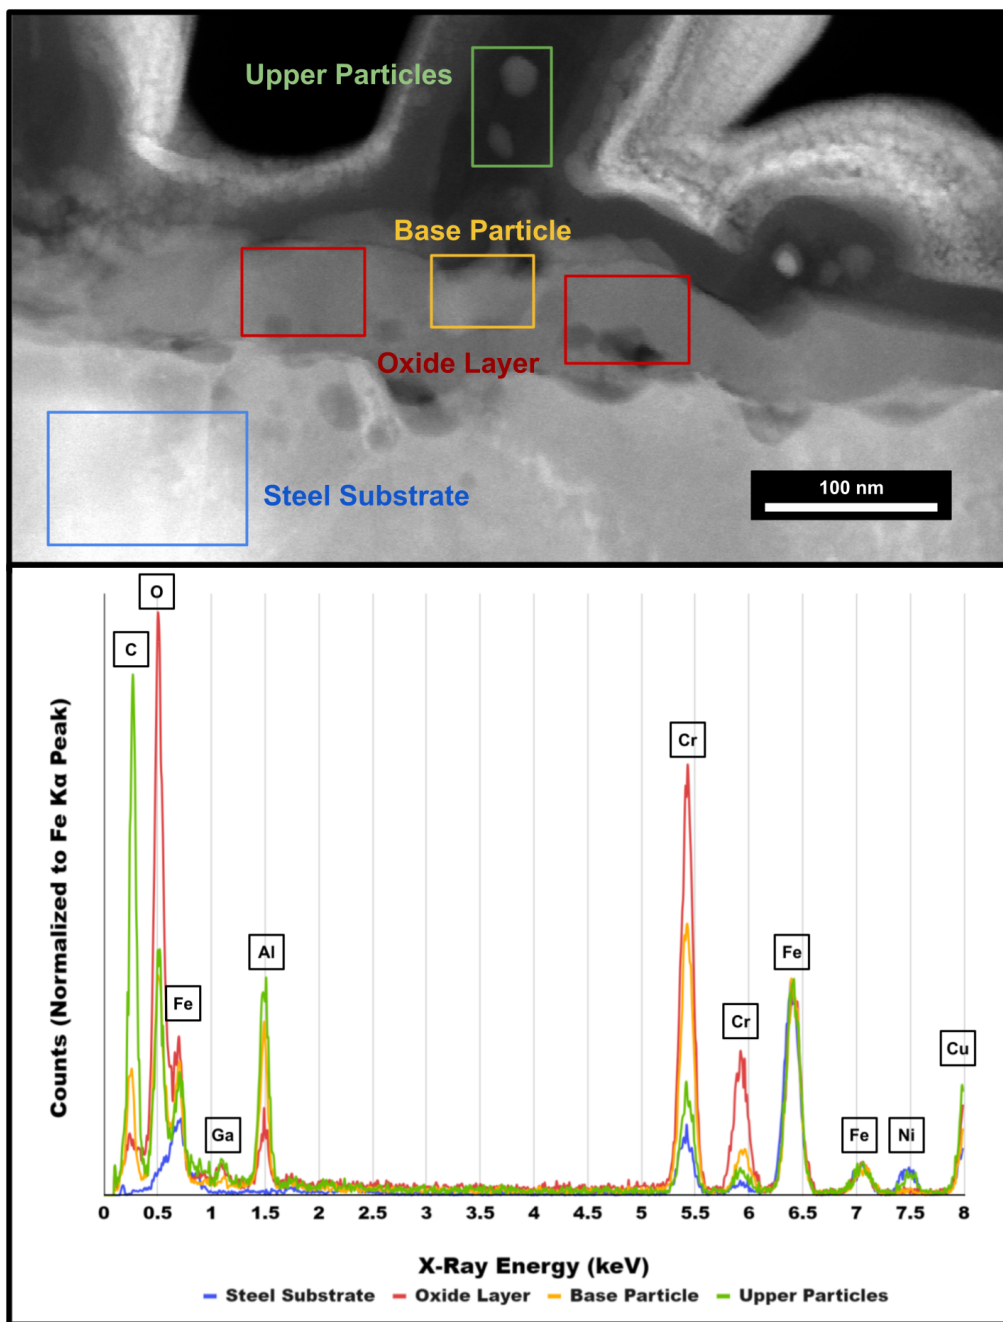 Upper Particles
Base Particle
Oxide Layer
Steel Substrate
100 nm
O
C
Cr
Fe
Al
Fe
Cr
Cu
Ga
Fe
Ni
Counts (Normalized to Fe Kα Peak)
0 0.5 1 1.5 2 2.5 3 3.5 4 4.5 5 5.5 6 6.5 7 7.5 8
X-Ray Energy (keV)
Steel Substrate Oxide Layer Base Particle Upper Particles